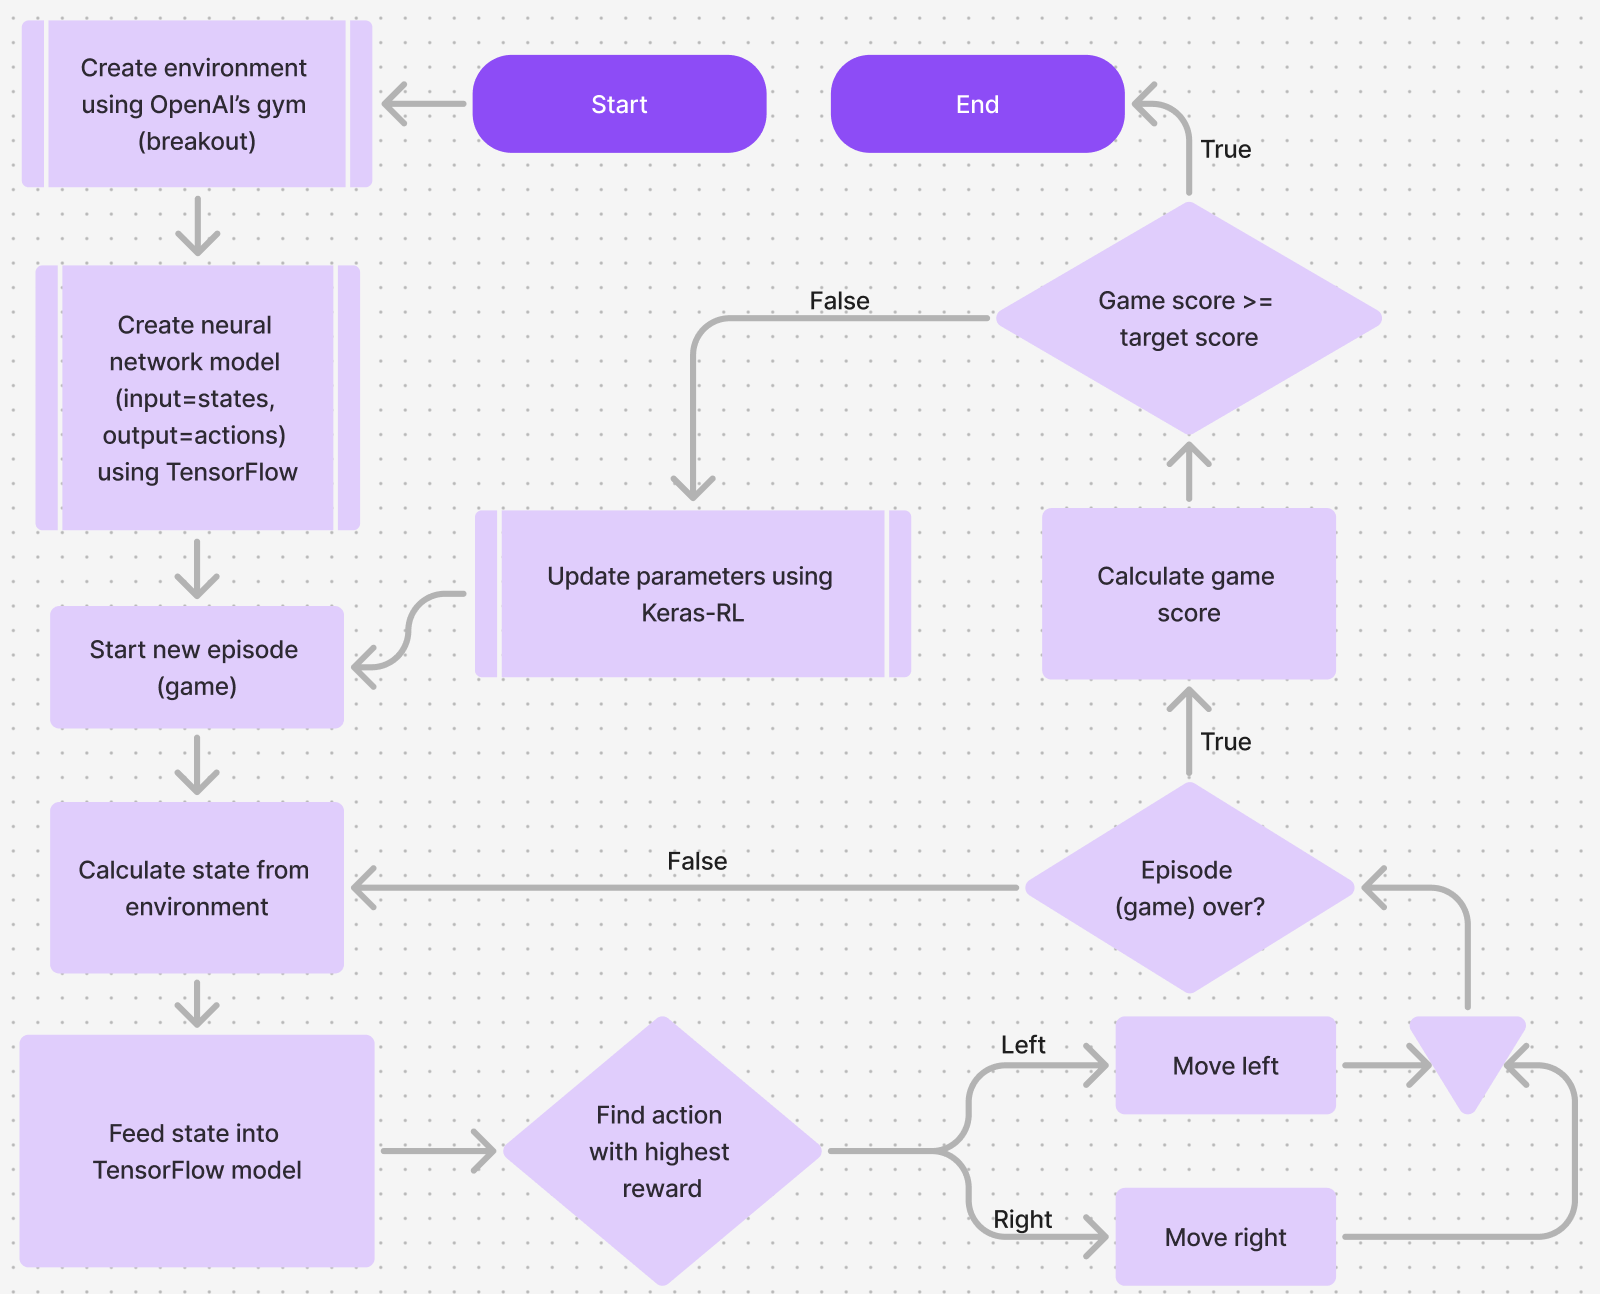 Create environment
using OpenAI's gym
(breakout)
Start
End
True
Create neural
network model
(input=states,
output=actions)
using TensorFlow
False
Game score >=
target score
Update parameters using
Keras-RL
Calculate game
score
Start new episode
(game)
True
Calculate state from
environment
False
Episode
(game) over?
Feed state into
TensorFlow model
Find action
with highest
reward
Left
Move left
Right
Move right